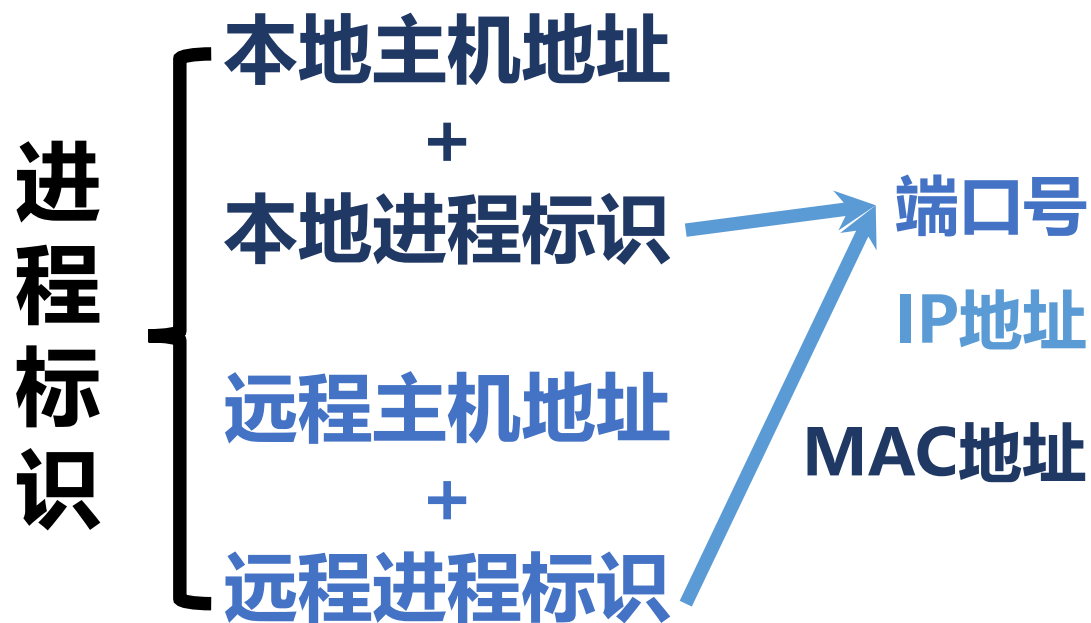 进程标识
本地主机地址
+
本地进程标识
远程主机地址
+
远程进程标识
端口号
IP地址
MAC地址